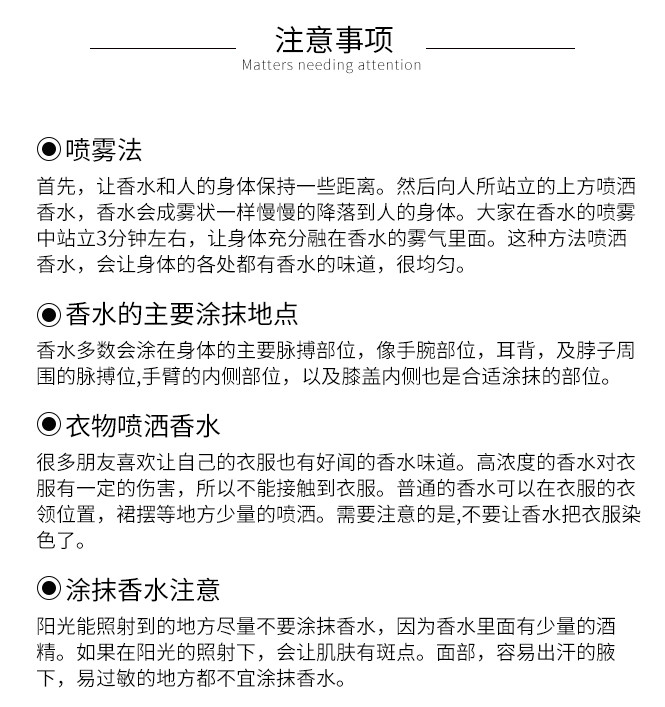 注意事项
Matters needing attention
喷雾法
首先，让香水和人的身体保持一些距离。然后向人所站立的上方喷洒
香水，香水会成雾状一样慢慢的降落到人的身体。大家在香水的喷雾
中站立3分钟左右，让身体充分融在香水的雾气里面。这种方法喷洒
香水，会让身体的各处都有香水的味道，很均匀。
香水的主要涂抹地点
香水多数会涂在身体的主要脉搏部位，像手腕部位，耳背，及脖子周
围的脉搏位,手臂的内侧部位，以及膝盖内侧也是合适涂抹的部位。
衣物喷洒香水
很多朋友喜欢让自己的衣服也有好闻的香水味道。高浓度的香水对衣
服有一定的伤害，所以不能接触到衣服。普通的香水可以在衣服的衣
领位置，裙摆等地方少量的喷洒。需要注意的是,不要让香水把衣服染
色了。
涂抹香水注意
阳光能照射到的地方尽量不要涂抹香水，因为香水里面有少量的酒
精。如果在阳光的照射下，会让肌肤有斑点。面部，容易出汗的腋
下，易过敏的地方都不宜涂抹香水。